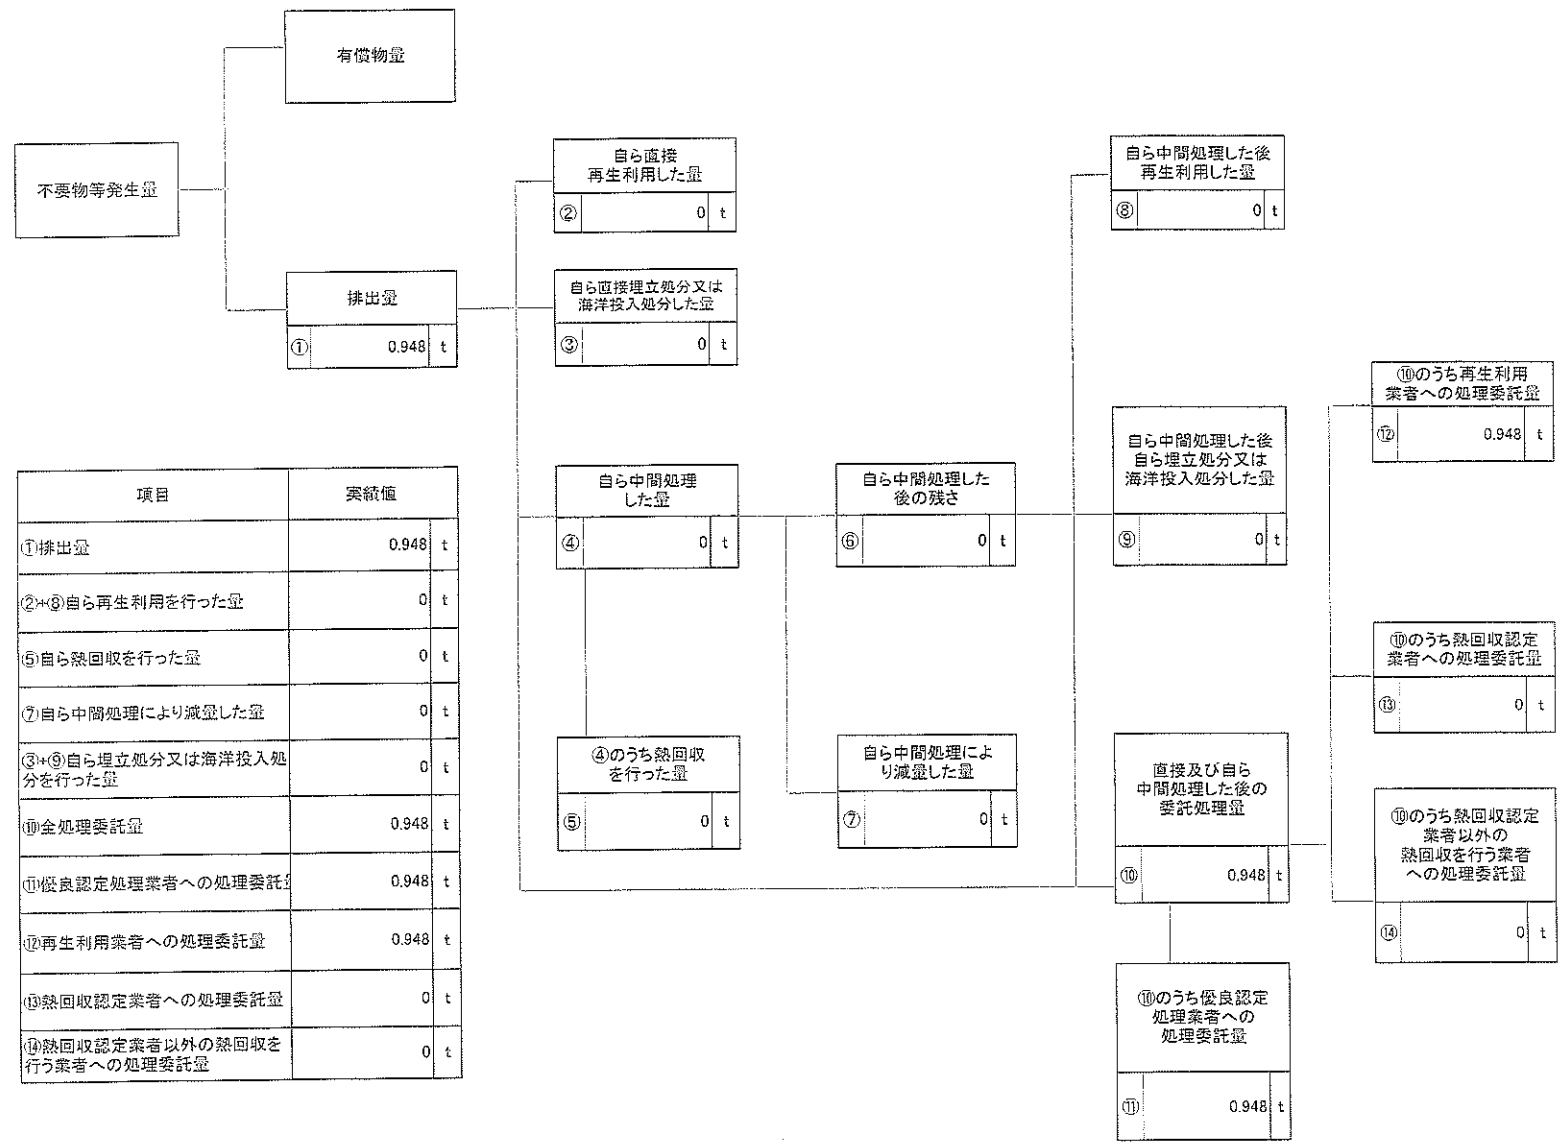 有償物量
不要物等発生量
排出量
① 0.948 t
自ら直接
再生利用した量
② 0 t
自ら直接埋立処分又は
海洋投入処分した量
③ 0 t
自ら中間処理
した量
④ 0 t
④のうち熱回収
を行った量
⑤ 0 t
自ら中間処理した
後の残さ
⑥ 0 t
自ら中間処理によ
り減量した量
⑦ 0 t
自ら中間処理した後
再生利用した量
⑧ 0 t
自ら中間処理した後
自ら埋立処分又は
海洋投入処分した量
⑨ 0 t
直接及び自ら
中間処理した後の
委託処理量
⑩ 0.948 t
⑩のうち優良認定
処理業者への
処理委託量
⑪ 0.948 t
⑩のうち再生利用
業者への処理委託量
⑫ 0.948 t
⑩のうち熱回収認定
業者への処理委託量
⑬ 0 t
⑩のうち熱回収認定
業者以外の
熱回収を行う業者
への処理委託量
⑭ 0 t
項目 実績値
①排出量 0.948 t
②+⑧自ら再生利用を行った量 0 t
⑤自ら熱回収を行った量 0 t
⑦自ら中間処理により減量した量 0 t
③+⑨自ら埋立処分又は海洋投入処
分を行った量 0 t
⑩全処理委託量 0.948 t
⑪優良認定処理業者への処理委託 0.948 t
⑫再生利用業者への処理委託量 0.948 t
⑬熱回収認定業者への処理委託量 0 t
⑭熱回収認定業者以外の熱回収を
行う業者への処理委託量 0 t